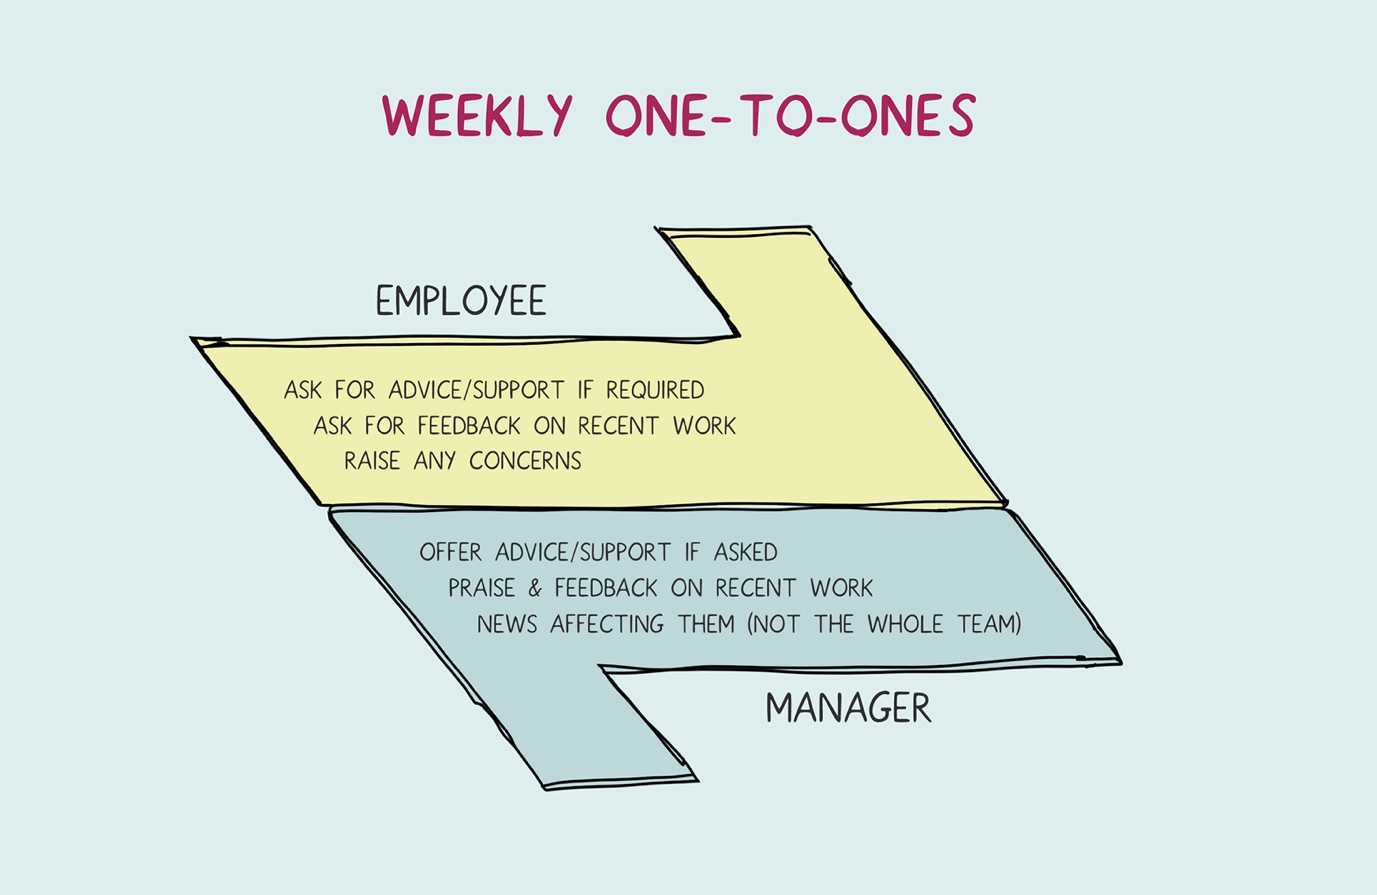 WEEKLY ONE-TO-ONES
EMPLOYEE
ASK FOR ADVICE/SUPPORT IF REQUIRED
ASK FOR FEEDBACK ON RECENT WORK
RAISE ANY CONCERNS
OFFER ADVICE/SUPPORT IF ASKED
PRAISE & FEEDBACK ON RECENT WORK
NEWS AFFECTING THEM (NOT THE WHOLE TEAM)
MANAGER